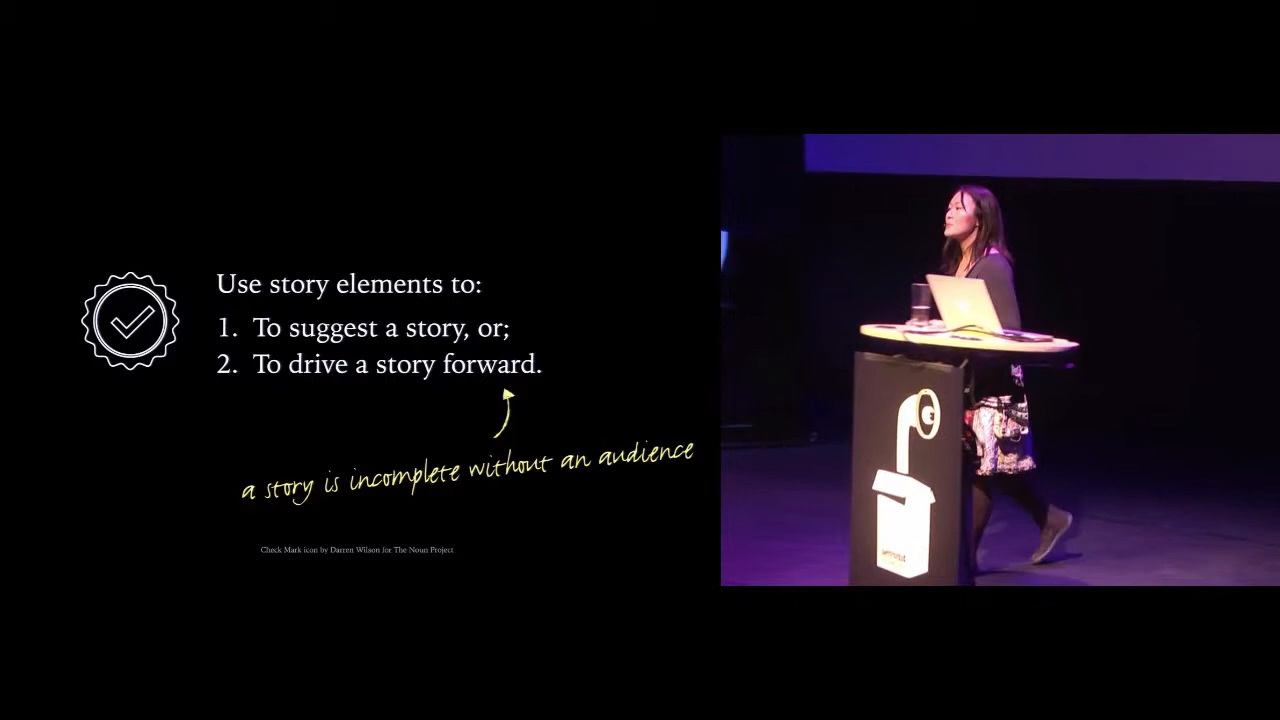 Use story elements to:
1. To suggest a story, or;
2. To drive a story forward.
a story is incomplete without an audience
Check Mark icon by Darren Wilson for The Noun Project